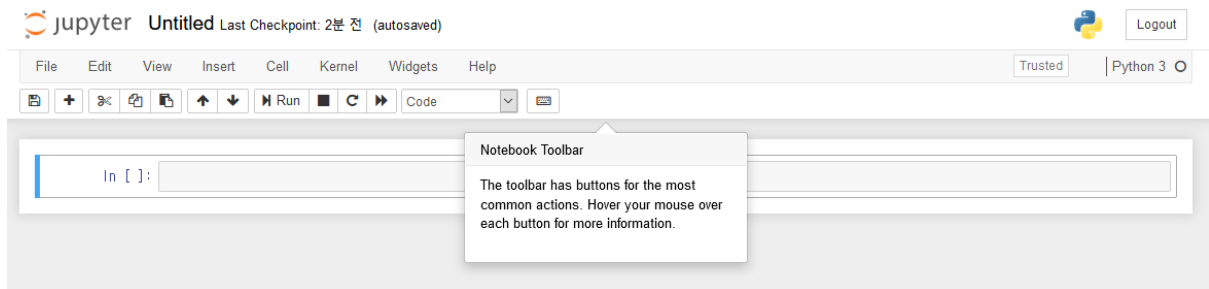 jupyter Untitled Last Checkpoint: 2분 전 (autosaved) Logout
File Edit View Insert Cell Kernel Widgets Help Trusted Python 3
Run Code
Notebook Toolbar
In [ ]:
The toolbar has buttons for the most
common actions. Hover your mouse over
each button for more information.